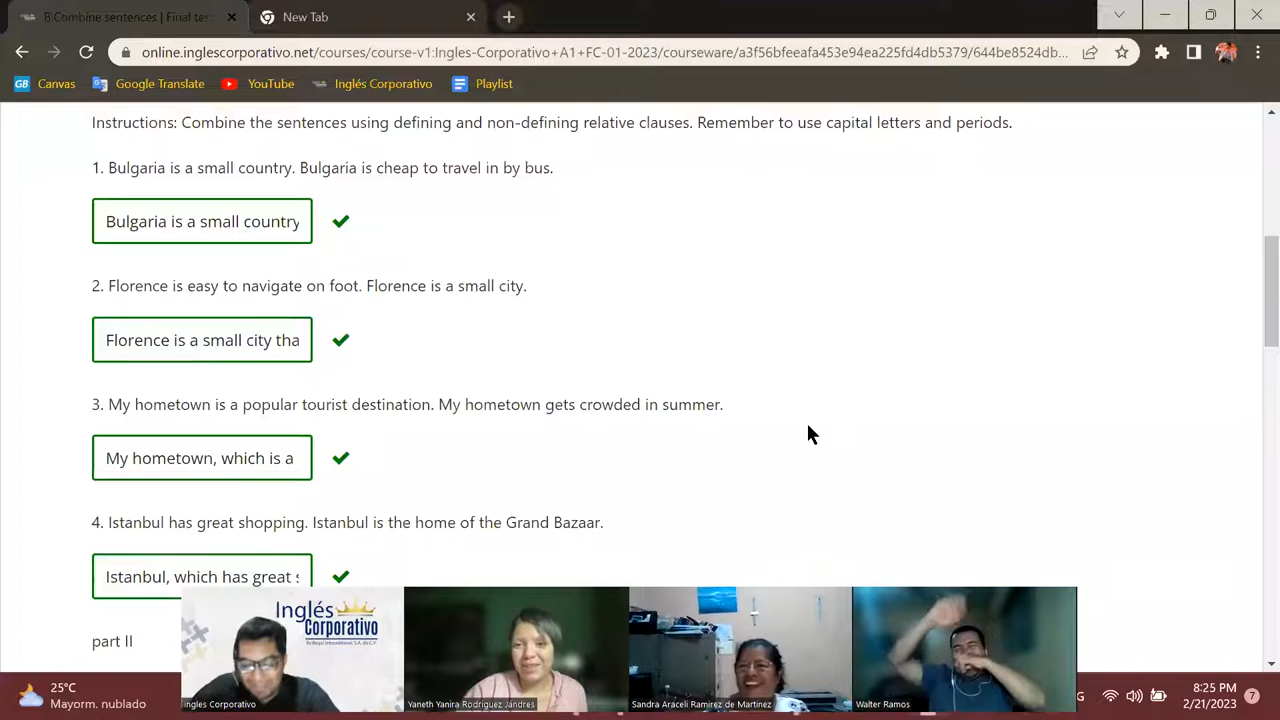 Combine sentences | Final tes
New Tab
online.inglescorporativo.net/courses/course-v1:Ingles-Corporativo+A1+FC-01-2023/courseware/a3f56bfeeafa453e94ea225fd4db5379/644be8524db...
GB Canvas Google Translate YouTube Inglés Corporativo Playlist
Instructions: Combine the sentences using defining and non-defining relative clauses. Remember to use capital letters and periods.
1. Bulgaria is a small country. Bulgaria is cheap to travel in by bus.
Bulgaria is a small country
2. Florence is easy to navigate on foot. Florence is a small city.
Florence is a small city tha
3. My hometown is a popular tourist destination. My hometown gets crowded in summer.
My hometown, which is a
4. Istanbul has great shopping. Istanbul is the home of the Grand Bazaar.
Istanbul, which has great s
part II
Inglés
Corporativo
Ingles Corporativo
Yaneth Yanira Rodriguez Jandres
Sandra Araceli Ramirez de Martinez
Walter Ramos
25°C
Mayorm. nublado
G
8:25 PM
2/21/2023
7